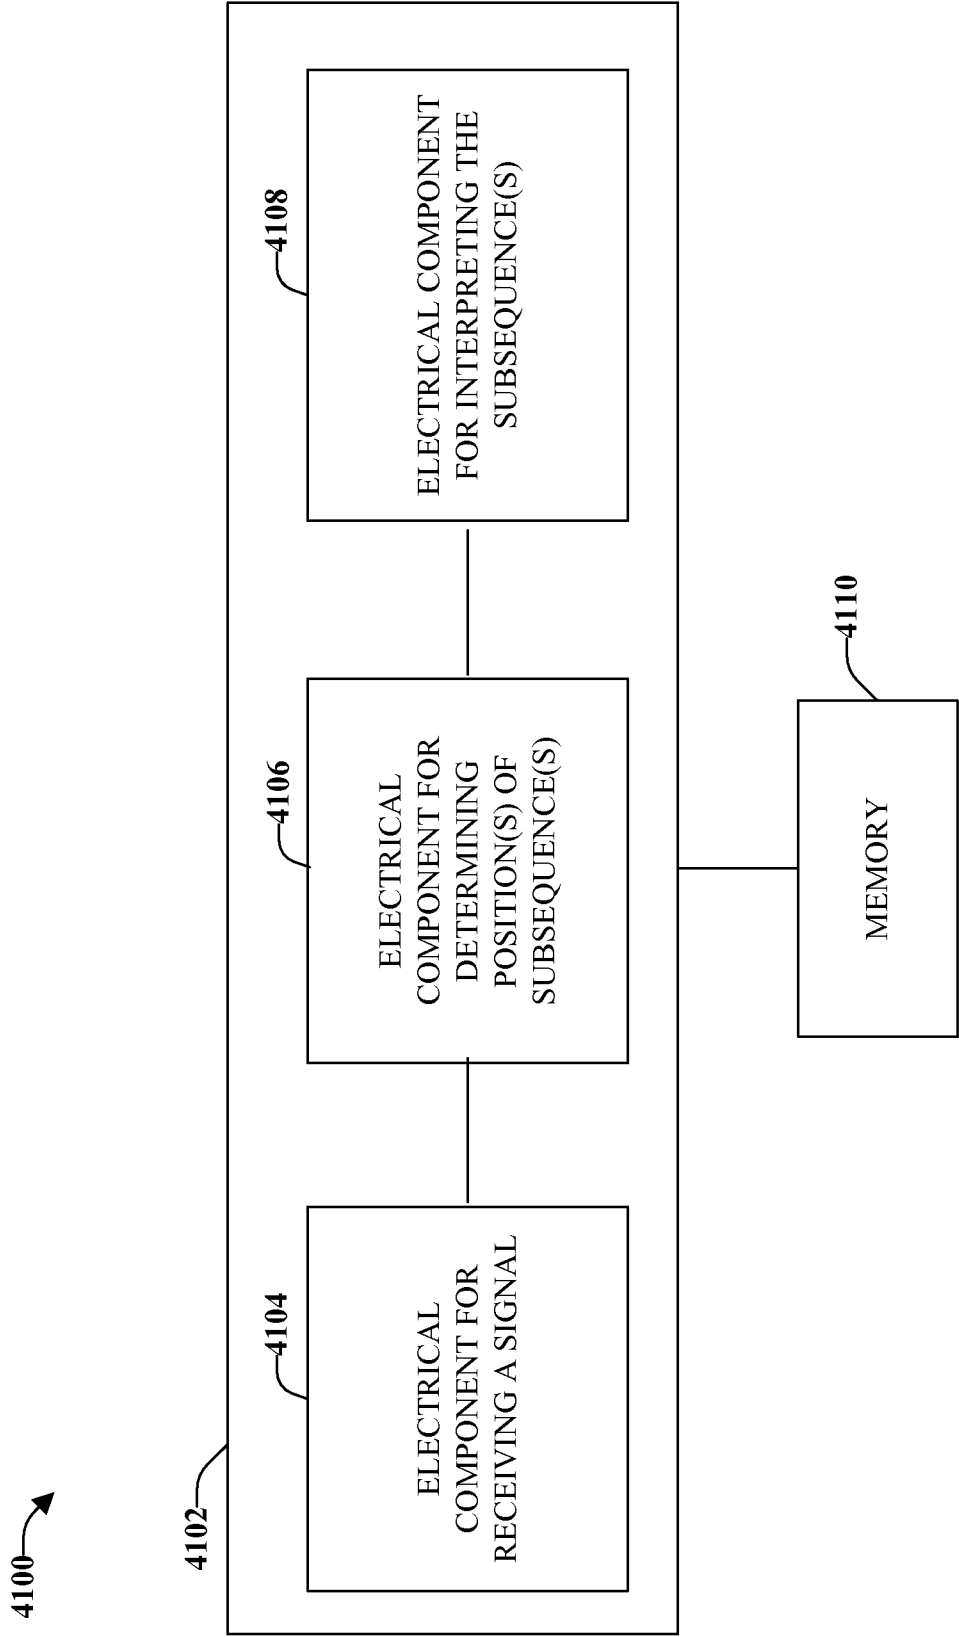 4100
4102
4104
ELECTRICAL
COMPONENT FOR
RECEIVING A SIGNAL
4106
ELECTRICAL
COMPONENT FOR
DETERMINING
POSITION(S) OF
SUBSEQUENCE(S)
4108
ELECTRICAL COMPONENT
FOR INTERPRETING THE
SUBSEQUENCE(S)
4110
MEMORY